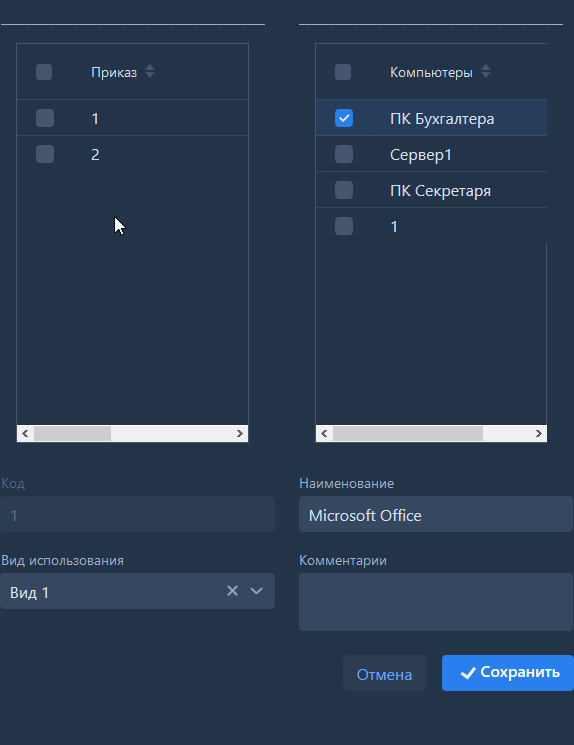 Приказ
1
2
Компьютеры
ПК Бухгалтера
Сервер1
ПК Секретаря
1
Код
1
Наименование
Microsoft Office
Вид использования
Вид 1
Комментарии
Отмена
Сохранить